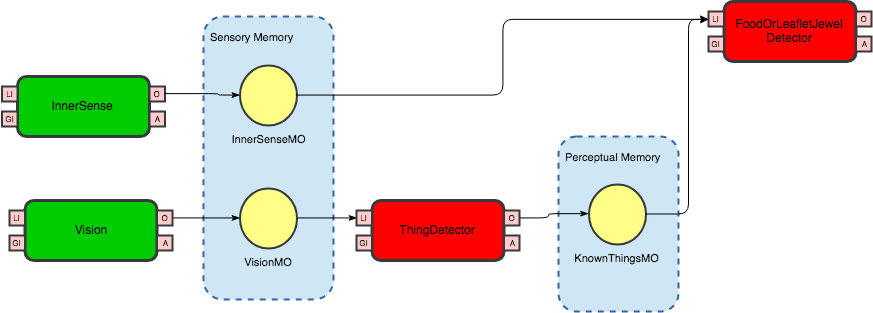 Sensory Memory
LI
GI
InnerSense
O
A
InnerSenseMO
LI
GI
Vision
O
A
VisionMO
LI
GI
ThingDetector
O
A
Perceptual Memory
KnownThingsMO
LI
GI
FoodOrLeafletJewel
Detector
O
A